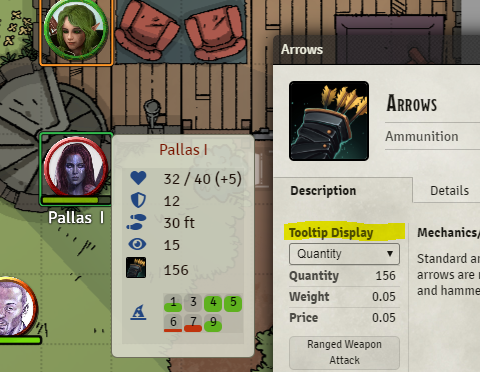 Arrows
ARROWS
Ammunition
Description
Details
Tooltip Display
Mechanics/
Quantity
Quantity 156
Weight 0.05
Price 0.05
Standard ar
arrows are r
and hamme
Ranged Weapon
Attack
Pallas I
Pallas I
32 / 40 (+5)
12
30 ft
15
156
1 3 4 5
6 7 9